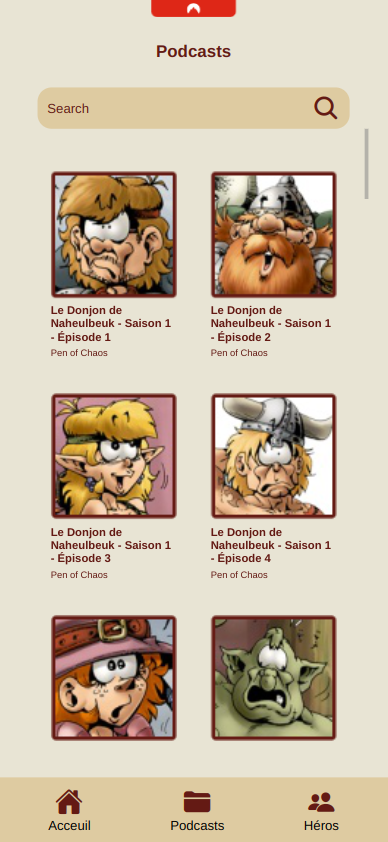 Podcasts
Search
Le Donjon de
Naheulbeuk - Saison 1
- Épisode 1
Pen of Chaos
Le Donjon de
Naheulbeuk - Saison 1
- Épisode 2
Pen of Chaos
Le Donjon de
Naheulbeuk - Saison 1
- Épisode 3
Pen of Chaos
Le Donjon de
Naheulbeuk - Saison 1
- Épisode 4
Pen of Chaos
Acceuil
Podcasts
Héros